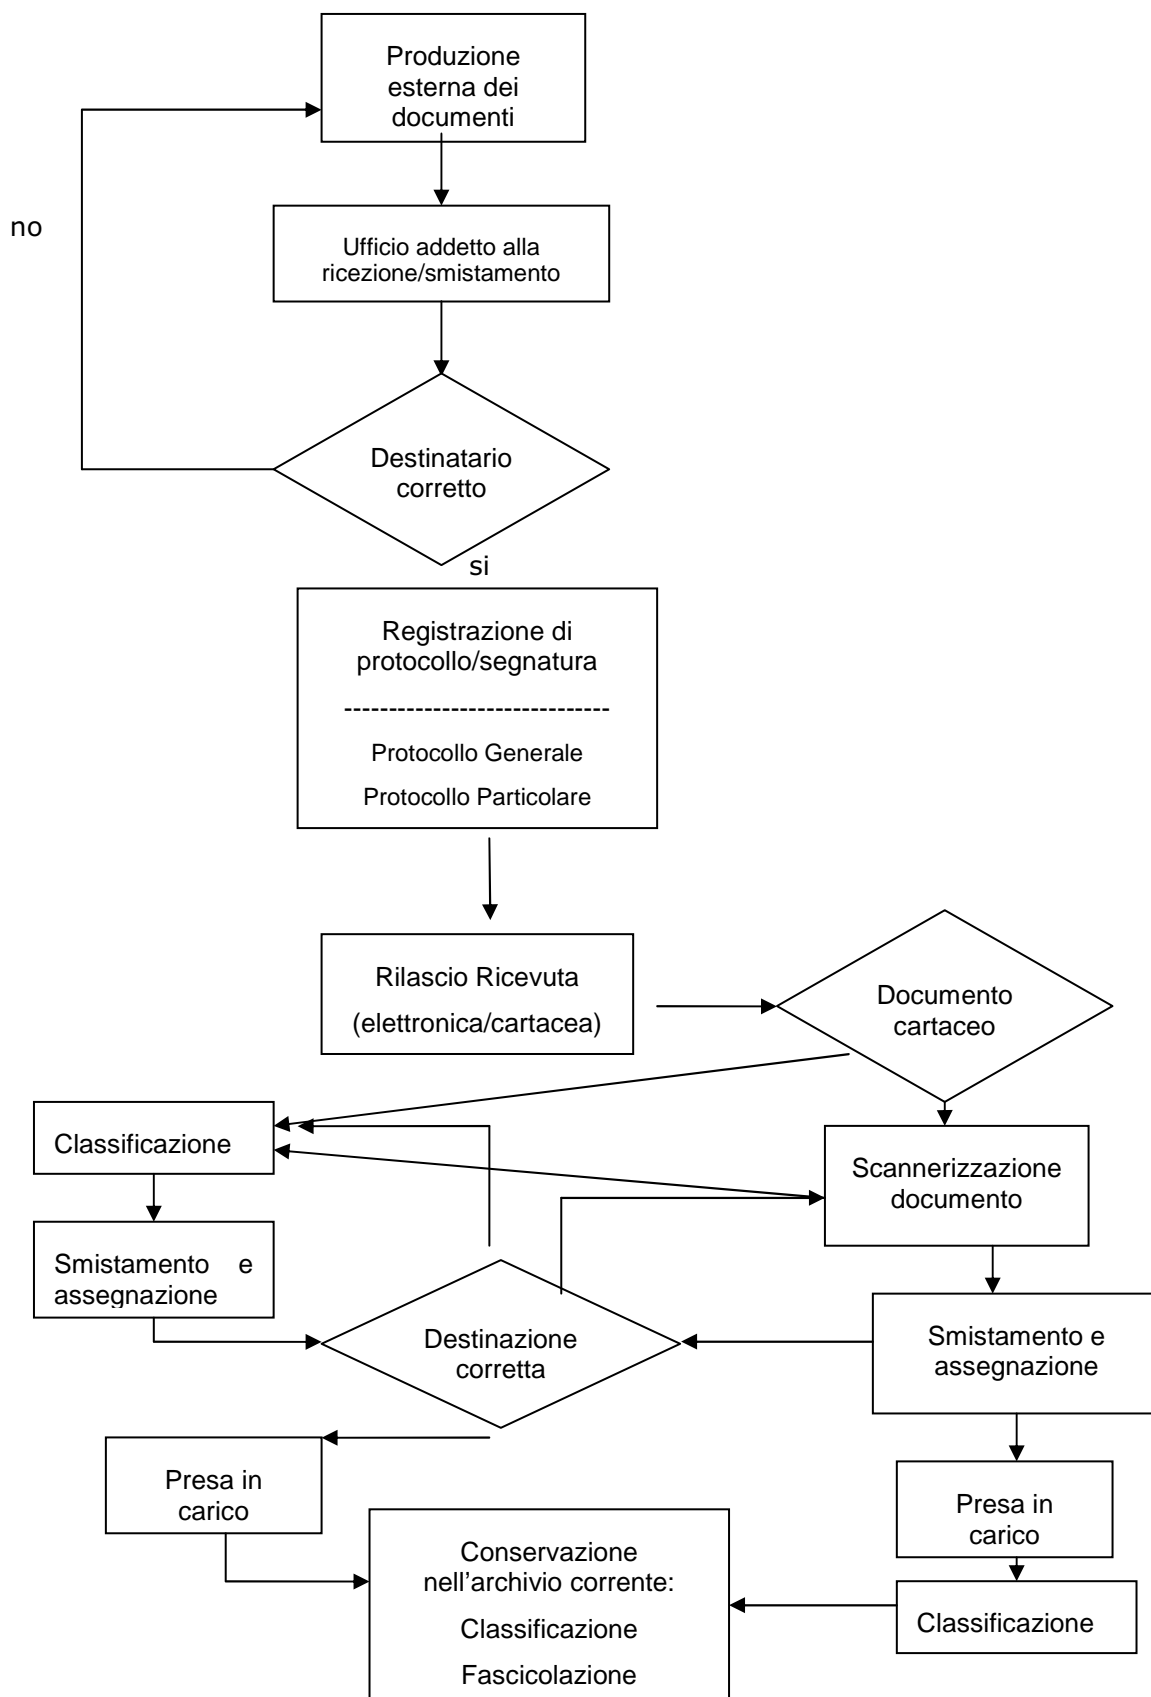 Produzione
esterna dei
documenti
no
Ufficio addetto alla
ricezione/smistamento
Destinatario
corretto
si
Registrazione di
protocollo/segnatura
------------------------------
Protocollo Generale
Protocollo Particolare
Rilascio Ricevuta
(elettronica/cartacea)
Documento
cartaceo
Classificazione
Scannerizzazione
documento
Smistamento e
assegnazione
Destinazione
corretta
Smistamento e
assegnazione
Presa in
carico
Presa in
carico
Conservazione
nell'archivio corrente:
Classificazione
Fascicolazione
Classificazione